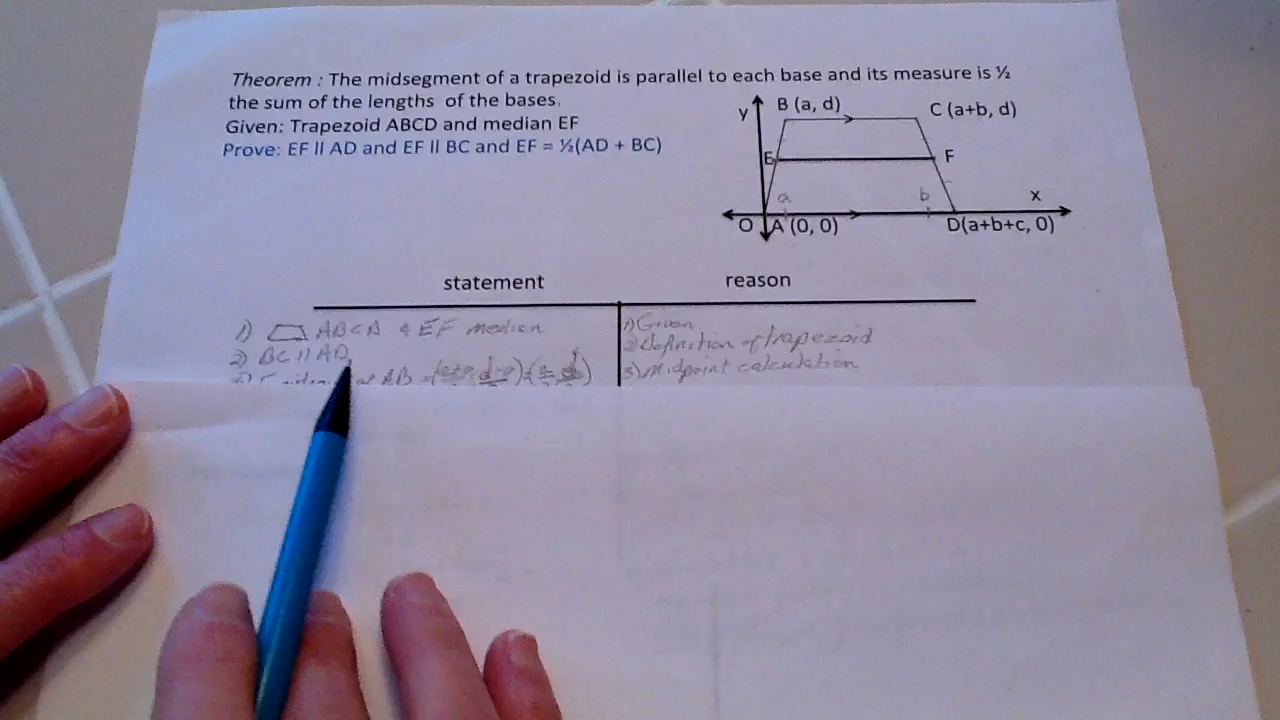 Theorem : The midsegment of a trapezoid is parallel to each base and its measure is ½
the sum of the lengths of the bases.
Given: Trapezoid ABCD and median EF
Prove: EF ll AD and EF ll BC and EF = ½(AD + BC)
y
B (a, d)
C (a+b, d)
E
F
a
b
x
O
A (0, 0)
D(a+b+c, 0)
statement
reason
1) ABCD & EF median
1) Given
2) BC || AD
2) Definition of trapezoid
AB
3) Midpoint calculation